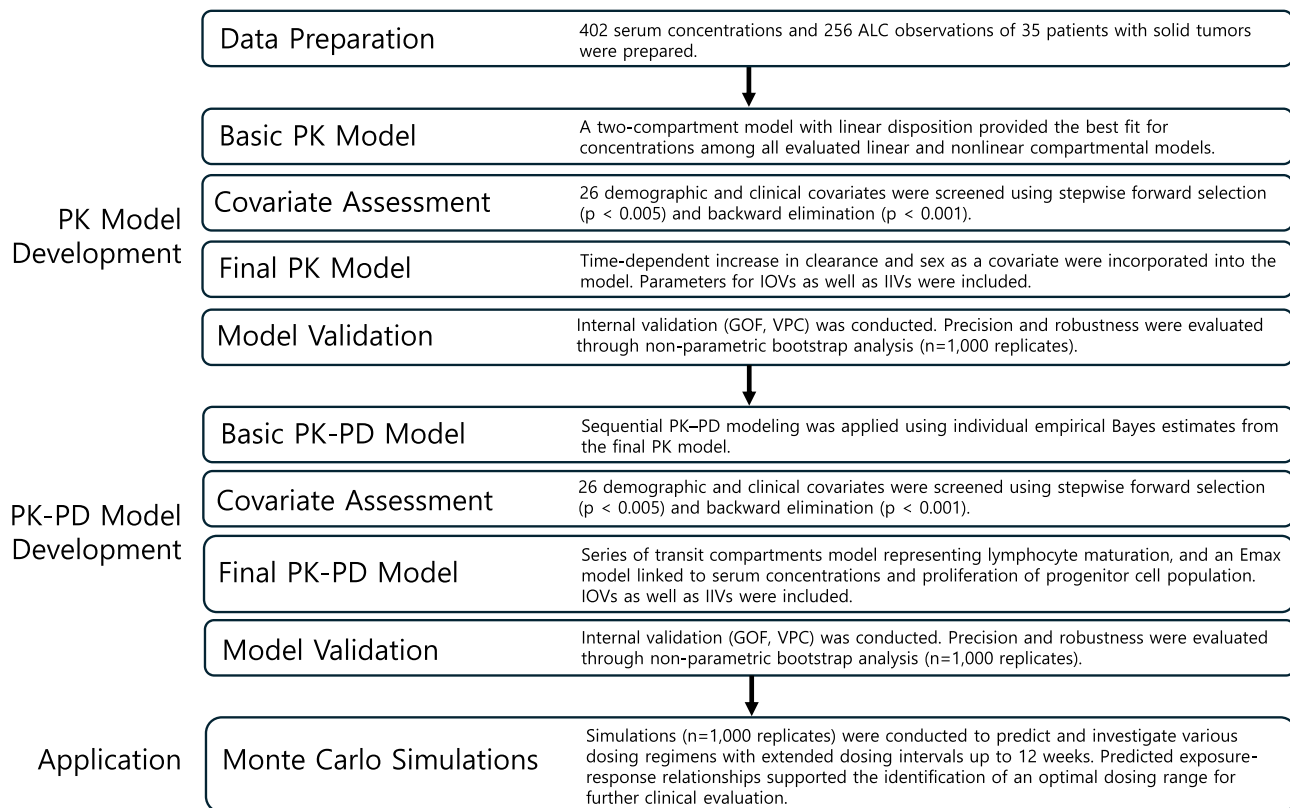 Data Preparation
402 serum concentrations and 256 ALC observations of 35 patients with solid tumors
were prepared.
PK Model
Development
Basic PK Model
A two-compartment model with linear disposition provided the best fit for
concentrations among all evaluated linear and nonlinear compartmental models.
Covariate Assessment
26 demographic and clinical covariates were screened using stepwise forward selection
(p < 0.005) and backward elimination (p < 0.001).
Final PK Model
Time-dependent increase in clearance and sex as a covariate were incorporated into the
model. Parameters for IOVs as well as IIVs were included.
Model Validation
Internal validation (GOF, VPC) was conducted. Precision and robustness were evaluated
through non-parametric bootstrap analysis (n=1,000 replicates).
PK-PD Model
Development
Basic PK-PD Model
Sequential PK–PD modeling was applied using individual empirical Bayes estimates from
the final PK model.
Covariate Assessment
26 demographic and clinical covariates were screened using stepwise forward selection
(p < 0.005) and backward elimination (p < 0.001).
Final PK-PD Model
Series of transit compartments model representing lymphocyte maturation, and an Emax
model linked to serum concentrations and proliferation of progenitor cell population.
IOVs as well as IIVs were included.
Model Validation
Internal validation (GOF, VPC) was conducted. Precision and robustness were evaluated
through non-parametric bootstrap analysis (n=1,000 replicates).
Application
Monte Carlo Simulations
Simulations (n=1,000 replicates) were conducted to predict and investigate various
dosing regimens with extended dosing intervals up to 12 weeks. Predicted exposure-
response relationships supported the identification of an optimal dosing range for
further clinical evaluation.